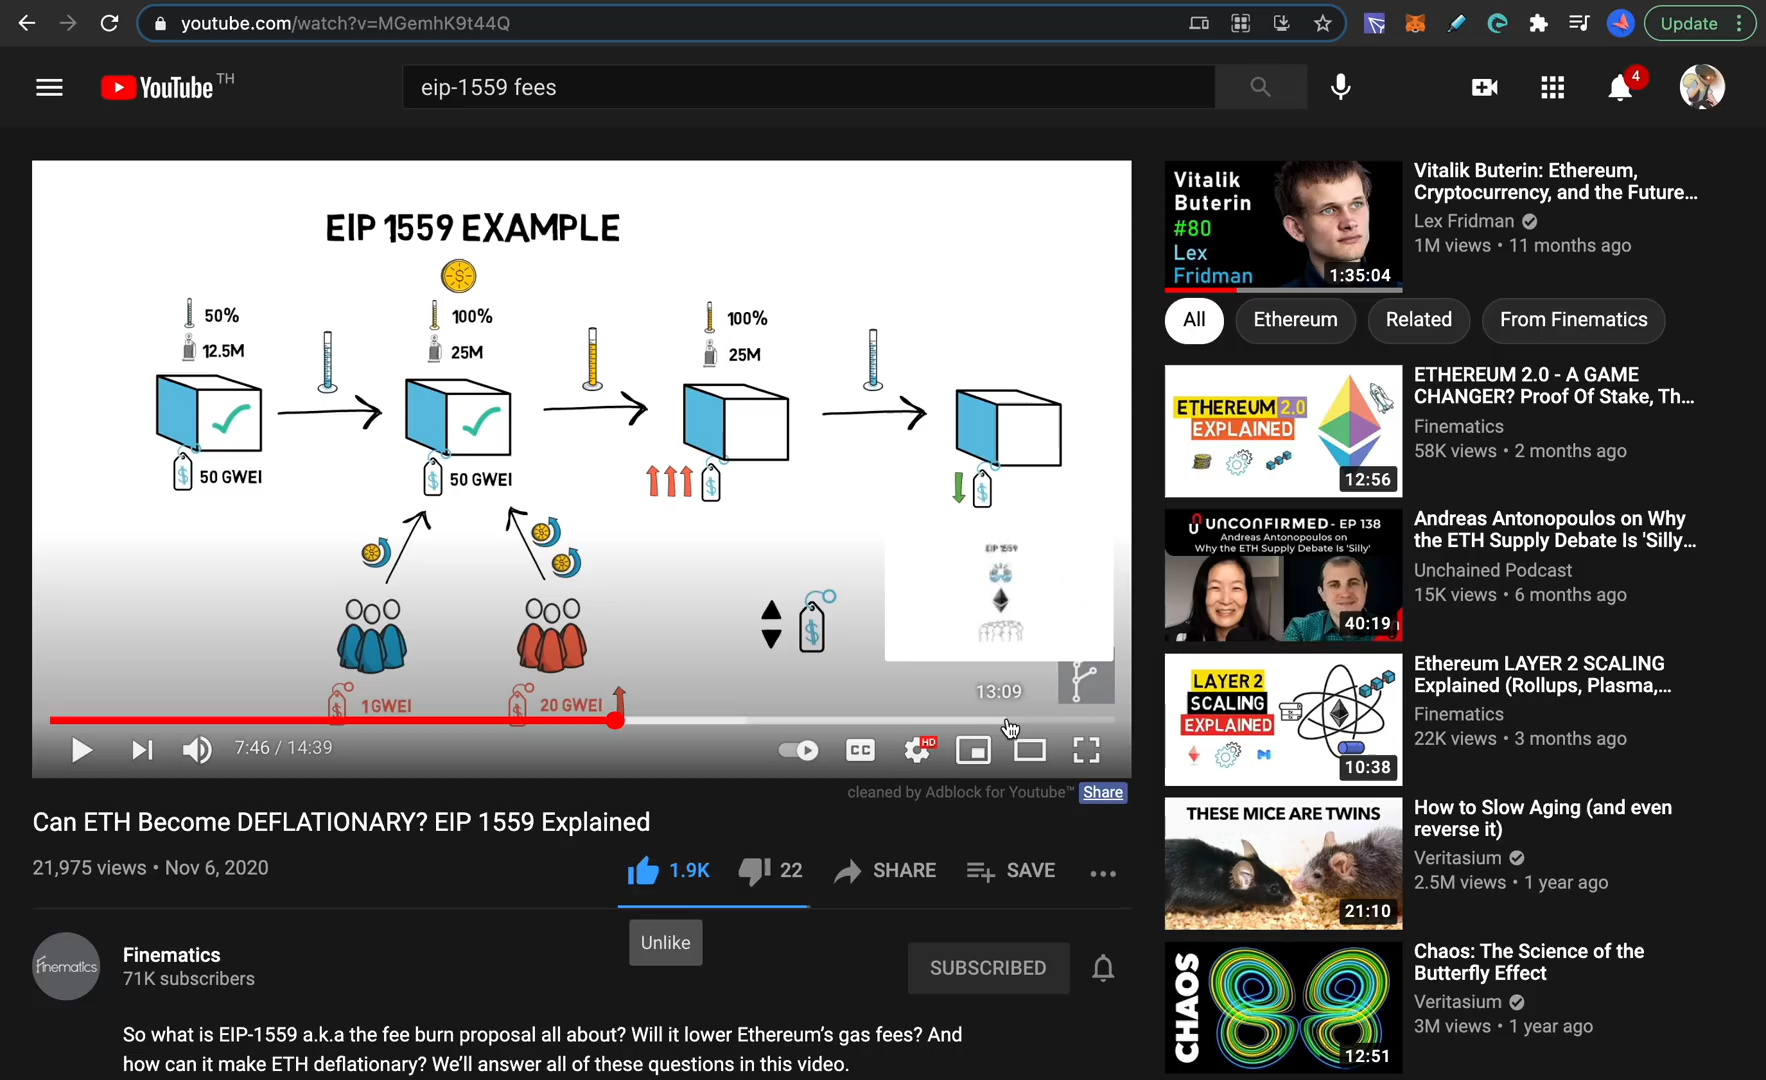 youtube.com/watch?v=MGemhK9t44Q
Update
YouTube TH
eip-1559 fees
4
EIP 1559 EXAMPLE
50%
100%
100%
12.5M
25M
25M
50 GWEI
50 GWEI
1 GWEI
20 GWEI
EIP 1559
13:09
7:46 / 14:39
CC
HD
cleaned by Adblock for Youtube™ Share
Can ETH Become DEFLATIONARY? EIP 1559 Explained
21,975 views • Nov 6, 2020
1.9K
22
SHARE
SAVE
Unlike
Finematics
Finematics
71K subscribers
SUBSCRIBED
So what is EIP-1559 a.k.a the fee burn proposal all about? Will it lower Ethereum's gas fees? And
how can it make ETH deflationary? We'll answer all of these questions in this video.
Vitalik
Buterin
#80
Lex
Fridman
1:35:04
Vitalik Buterin: Ethereum,
Cryptocurrency, and the Future...
Lex Fridman
1M views • 11 months ago
All
Ethereum
Related
From Finematics
ETHEREUM 2.0
EXPLAINED
12:56
ETHEREUM 2.0 - A GAME
CHANGER? Proof Of Stake, Th...
Finematics
58K views • 2 months ago
UNCONFIRMED - EP 138
Andreas Antonopoulos on
Why the ETH Supply Debate Is 'Silly'
40:19
Andreas Antonopoulos on Why
the ETH Supply Debate Is 'Silly...
Unchained Podcast
15K views • 6 months ago
LAYER 2
SCALING
EXPLAINED
10:38
Ethereum LAYER 2 SCALING
Explained (Rollups, Plasma,...
Finematics
22K views • 3 months ago
THESE MICE ARE TWINS
21:10
How to Slow Aging (and even
reverse it)
Veritasium
2.5M views • 1 year ago
CHAOS
12:51
Chaos: The Science of the
Butterfly Effect
Veritasium
3M views • 1 year ago